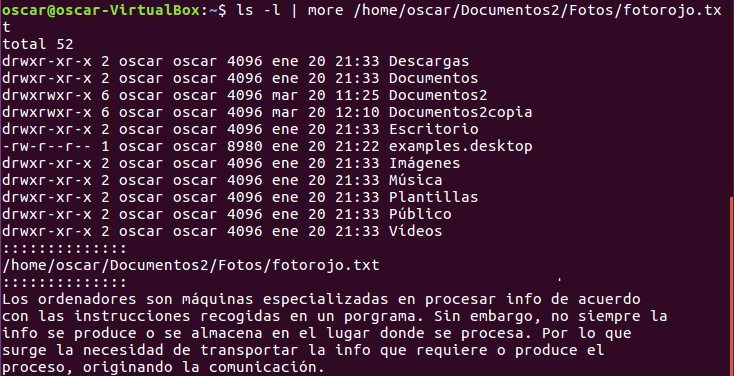 oscar@oscar-VirtualBox:~$ ls -l | more /home/oscar/Documentos2/Fotos/fotorojo.tx
t
total 52
drwxr-xr-x 2 oscar oscar 4096 ene 20 21:33 Descargas
drwxr-xr-x 2 oscar oscar 4096 ene 20 21:33 Documentos
drwxrwxr-x 6 oscar oscar 4096 mar 20 11:25 Documentos2
drwxrwxr-x 6 oscar oscar 4096 mar 20 12:10 Documentos2copia
drwxr-xr-x 2 oscar oscar 4096 ene 20 21:33 Escritorio
-rw-r--r-- 1 oscar oscar 8980 ene 20 21:22 examples.desktop
drwxr-xr-x 2 oscar oscar 4096 ene 20 21:33 Imágenes
drwxr-xr-x 2 oscar oscar 4096 ene 20 21:33 Música
drwxr-xr-x 2 oscar oscar 4096 ene 20 21:33 Plantillas
drwxr-xr-x 2 oscar oscar 4096 ene 20 21:33 Público
drwxr-xr-x 2 oscar oscar 4096 ene 20 21:33 Vídeos
::::::::::::::
/home/oscar/Documentos2/Fotos/fotorojo.txt
::::::::::::::
Los ordenadores son máquinas especializadas en procesar info de acuerdo
con las instrucciones recogidas en un porgrama. Sin embargo, no siempre la
info se produce o se almacena en el lugar donde se procesa. Por lo que
surge la necesidad de transportar la info que requiere o produce el
proceso, originando la comunicación.